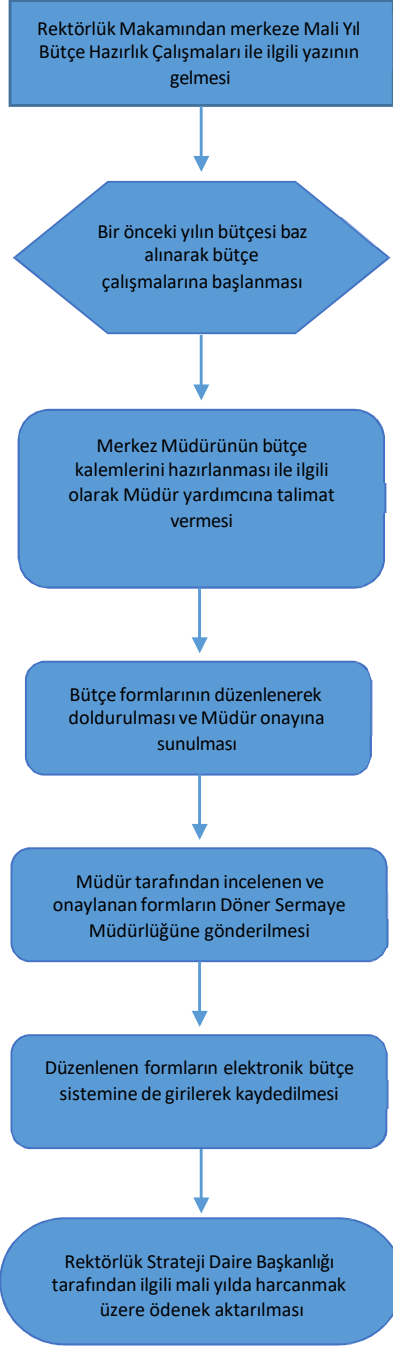 Rektörlük Makamından merkeze Mali Yıl
Bütçe Hazırlık Çalışmaları ile ilgili yazının
gelmesi
Bir önceki yılın bütçesi baz
alınarak bütçe
çalışmalarına başlanması
Merkez Müdürünün bütçe
kalemlerini hazırlanması ile ilgili
olarak Müdür yardımcına talimat
vermesi
Bütçe formlarının düzenlenerek
doldurulması ve Müdür onayına
sunulması
Müdür tarafından incelenen ve
onaylanan formların Döner Sermaye
Müdürlüğüne gönderilmesi
Düzenlenen formların elektronik bütçe
sistemine de girilerek kaydedilmesi
Rektörlük Strateji Daire Başkanlığı
tarafından ilgili mali yılda harcanmak
üzere ödenek aktarılması